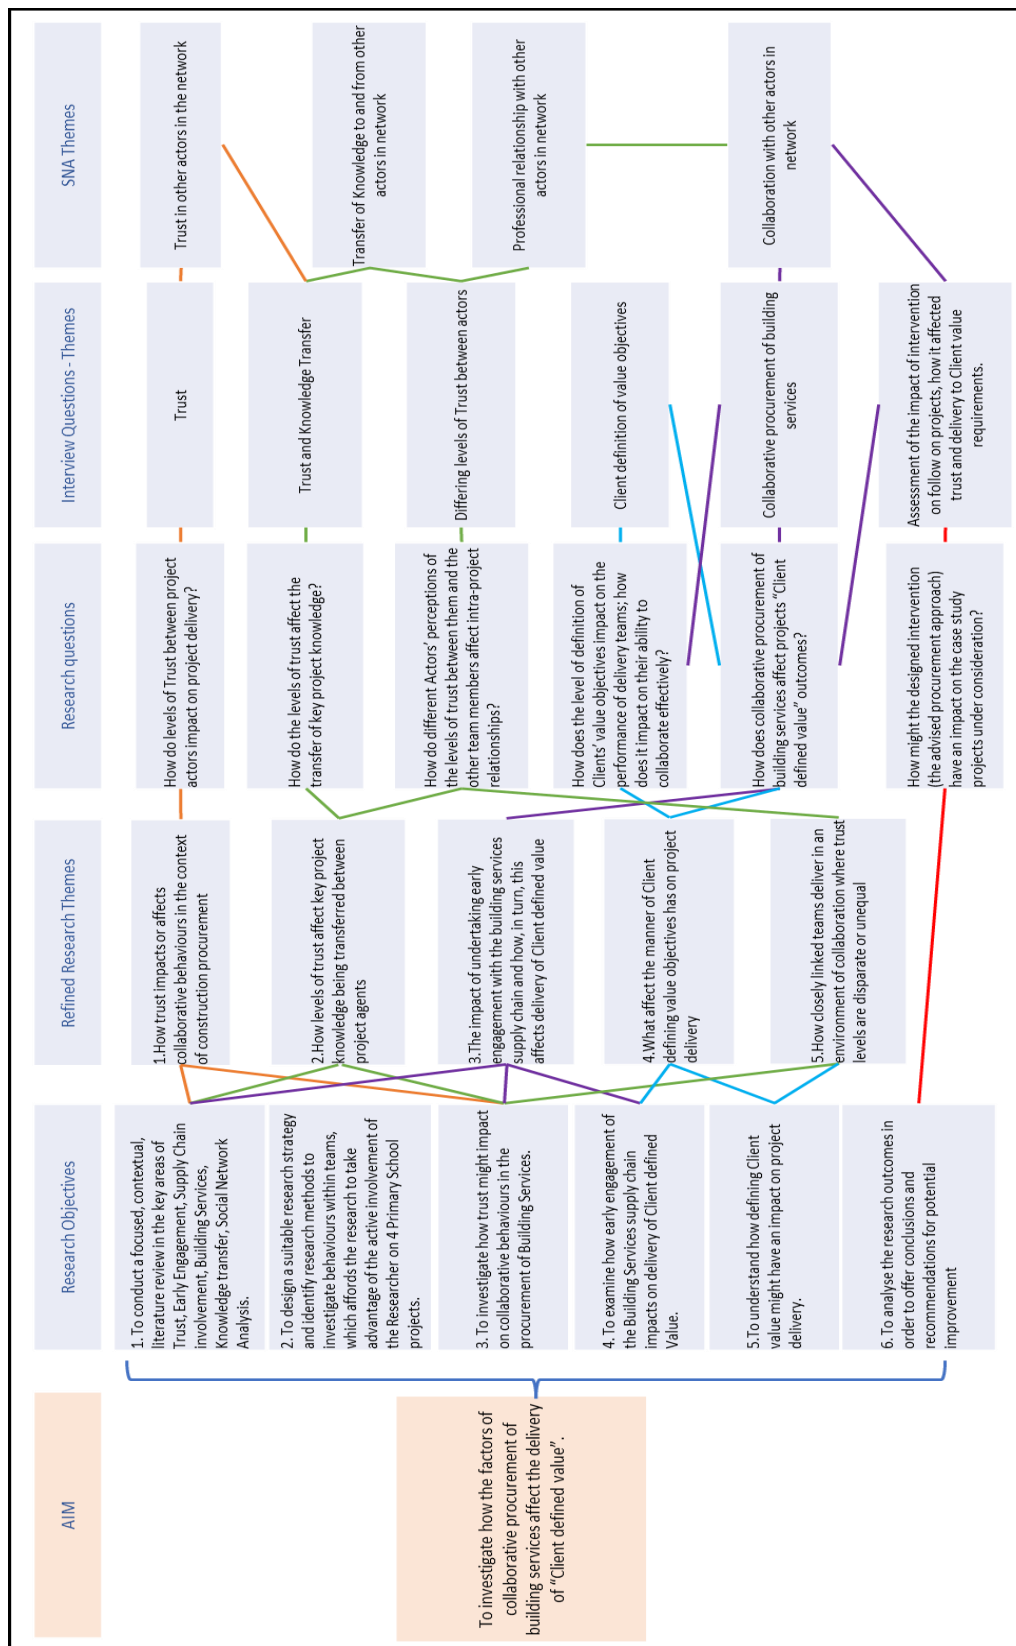 AIM
To investigate how the factors of
collaborative procurement of
building services affect the delivery
of “Client defined value”.
Research Objectives
1. To conduct a focused, contextual,
literature review in the key areas of
Trust, Early Engagement, Supply Chain
involvement, Building Services,
Knowledge transfer, Social Network
Analysis.
2. To design a suitable research strategy
and identify research methods to
investigate behaviours within teams,
which affords the research to take
advantage of the active involvement of
the Researcher on 4 Primary School
projects.
3. To investigate how trust might impact
on collaborative behaviours in the
procurement of Building Services.
4. To examine how early engagement of
the Building Services supply chain
impacts on delivery of Client defined
Value.
5.To understand how defining Client
value might have an impact on project
delivery.
6. To analyse the research outcomes in
order to offer conclusions and
recommendations for potential
improvement
Refined Research Themes
1.How trust impacts or affects
collaborative behaviours in the context
of construction procurement
2.How levels of trust affect key project
knowledge being transferred between
project agents
3.The impact of undertaking early
engagement with the building services
supply chain and how, in turn, this
affects delivery of Client defined value
4.What affect the manner of Client
defining value objectives has on project
delivery
5.How closely linked teams deliver in an
environment of collaboration where trust
levels are disparate or unequal
Research questions
How do levels of Trust between project
actors impact on project delivery?
How do the levels of trust affect the
transfer of key project knowledge?
How do different Actors’ perceptions of
the levels of trust between them and the
other team members affect intra-project
relationships?
How does the level of definition of
Clients’ value objectives impact on the
performance of delivery teams; how
does it impact on their ability to
collaborate effectively?
How does collaborative procurement of
building services affect projects “Client
defined value” outcomes?
How might the designed intervention
(the advised procurement approach)
have an impact on the case study
projects under consideration?
Interview Questions - Themes
Trust
Trust and Knowledge Transfer
Differing levels of Trust between actors
Client definition of value objectives
Collaborative procurement of building
services
Assessment of the impact of intervention
on follow on projects, how it affected
trust and delivery to Client value
requirements.
SNA Themes
Trust in other actors in the network
Transfer of Knowledge to and from other
actors in network
Professional relationship with other
actors in network
Collaboration with other actors in
network